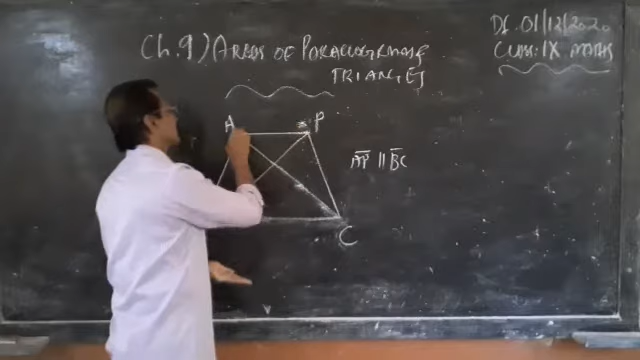 Ch.9) AREAS OF PARALLELOGRAMS
TRIANGLES
Dt. 01/12/2020
CLASS: IX MATHS
A
P
AP || BC
C